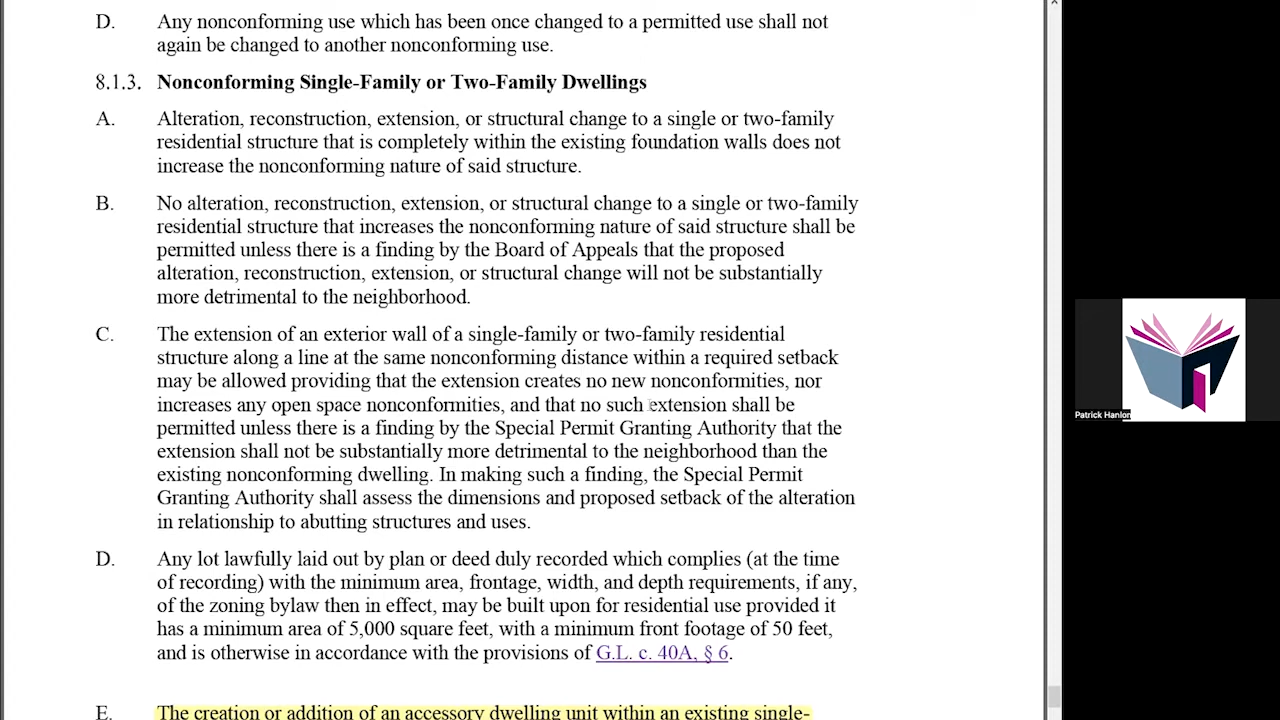 D. Any nonconforming use which has been once changed to a permitted use shall not
again be changed to another nonconforming use.
8.1.3. Nonconforming Single-Family or Two-Family Dwellings
A. Alteration, reconstruction, extension, or structural change to a single or two-family
residential structure that is completely within the existing foundation walls does not
increase the nonconforming nature of said structure.
B. No alteration, reconstruction, extension, or structural change to a single or two-family
residential structure that increases the nonconforming nature of said structure shall be
permitted unless there is a finding by the Board of Appeals that the proposed
alteration, reconstruction, extension, or structural change will not be substantially
more detrimental to the neighborhood.
C. The extension of an exterior wall of a single-family or two-family residential
structure along a line at the same nonconforming distance within a required setback
may be allowed providing that the extension creates no new nonconformities, nor
increases any open space nonconformities, and that no such extension shall be
permitted unless there is a finding by the Special Permit Granting Authority that the
extension shall not be substantially more detrimental to the neighborhood than the
existing nonconforming dwelling. In making such a finding, the Special Permit
Granting Authority shall assess the dimensions and proposed setback of the alteration
in relationship to abutting structures and uses.
D. Any lot lawfully laid out by plan or deed duly recorded which complies (at the time
of recording) with the minimum area, frontage, width, and depth requirements, if any,
of the zoning bylaw then in effect, may be built upon for residential use provided it
has a minimum area of 5,000 square feet, with a minimum front footage of 50 feet,
and is otherwise in accordance with the provisions of G.L. c. 40A, § 6.
E. The creation or addition of an accessory dwelling unit within an existing single-
Patrick Hanlon